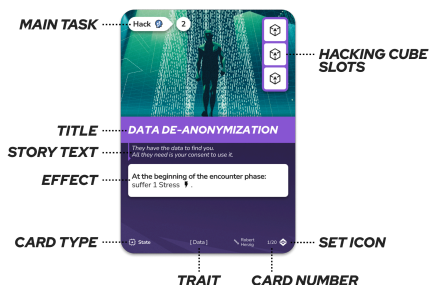 MAIN TASK
Hack 2
HACKING CUBE
SLOTS
TITLE
DATA DE-ANONYMIZATION
STORY TEXT
They have the data to find you.
All they need is your consent to use it.
EFFECT
At the beginning of the encounter phase:
suffer 1 Stress .
CARD TYPE
State
[Data]
Robert
Herzig
1/20
SET ICON
TRAIT
CARD NUMBER